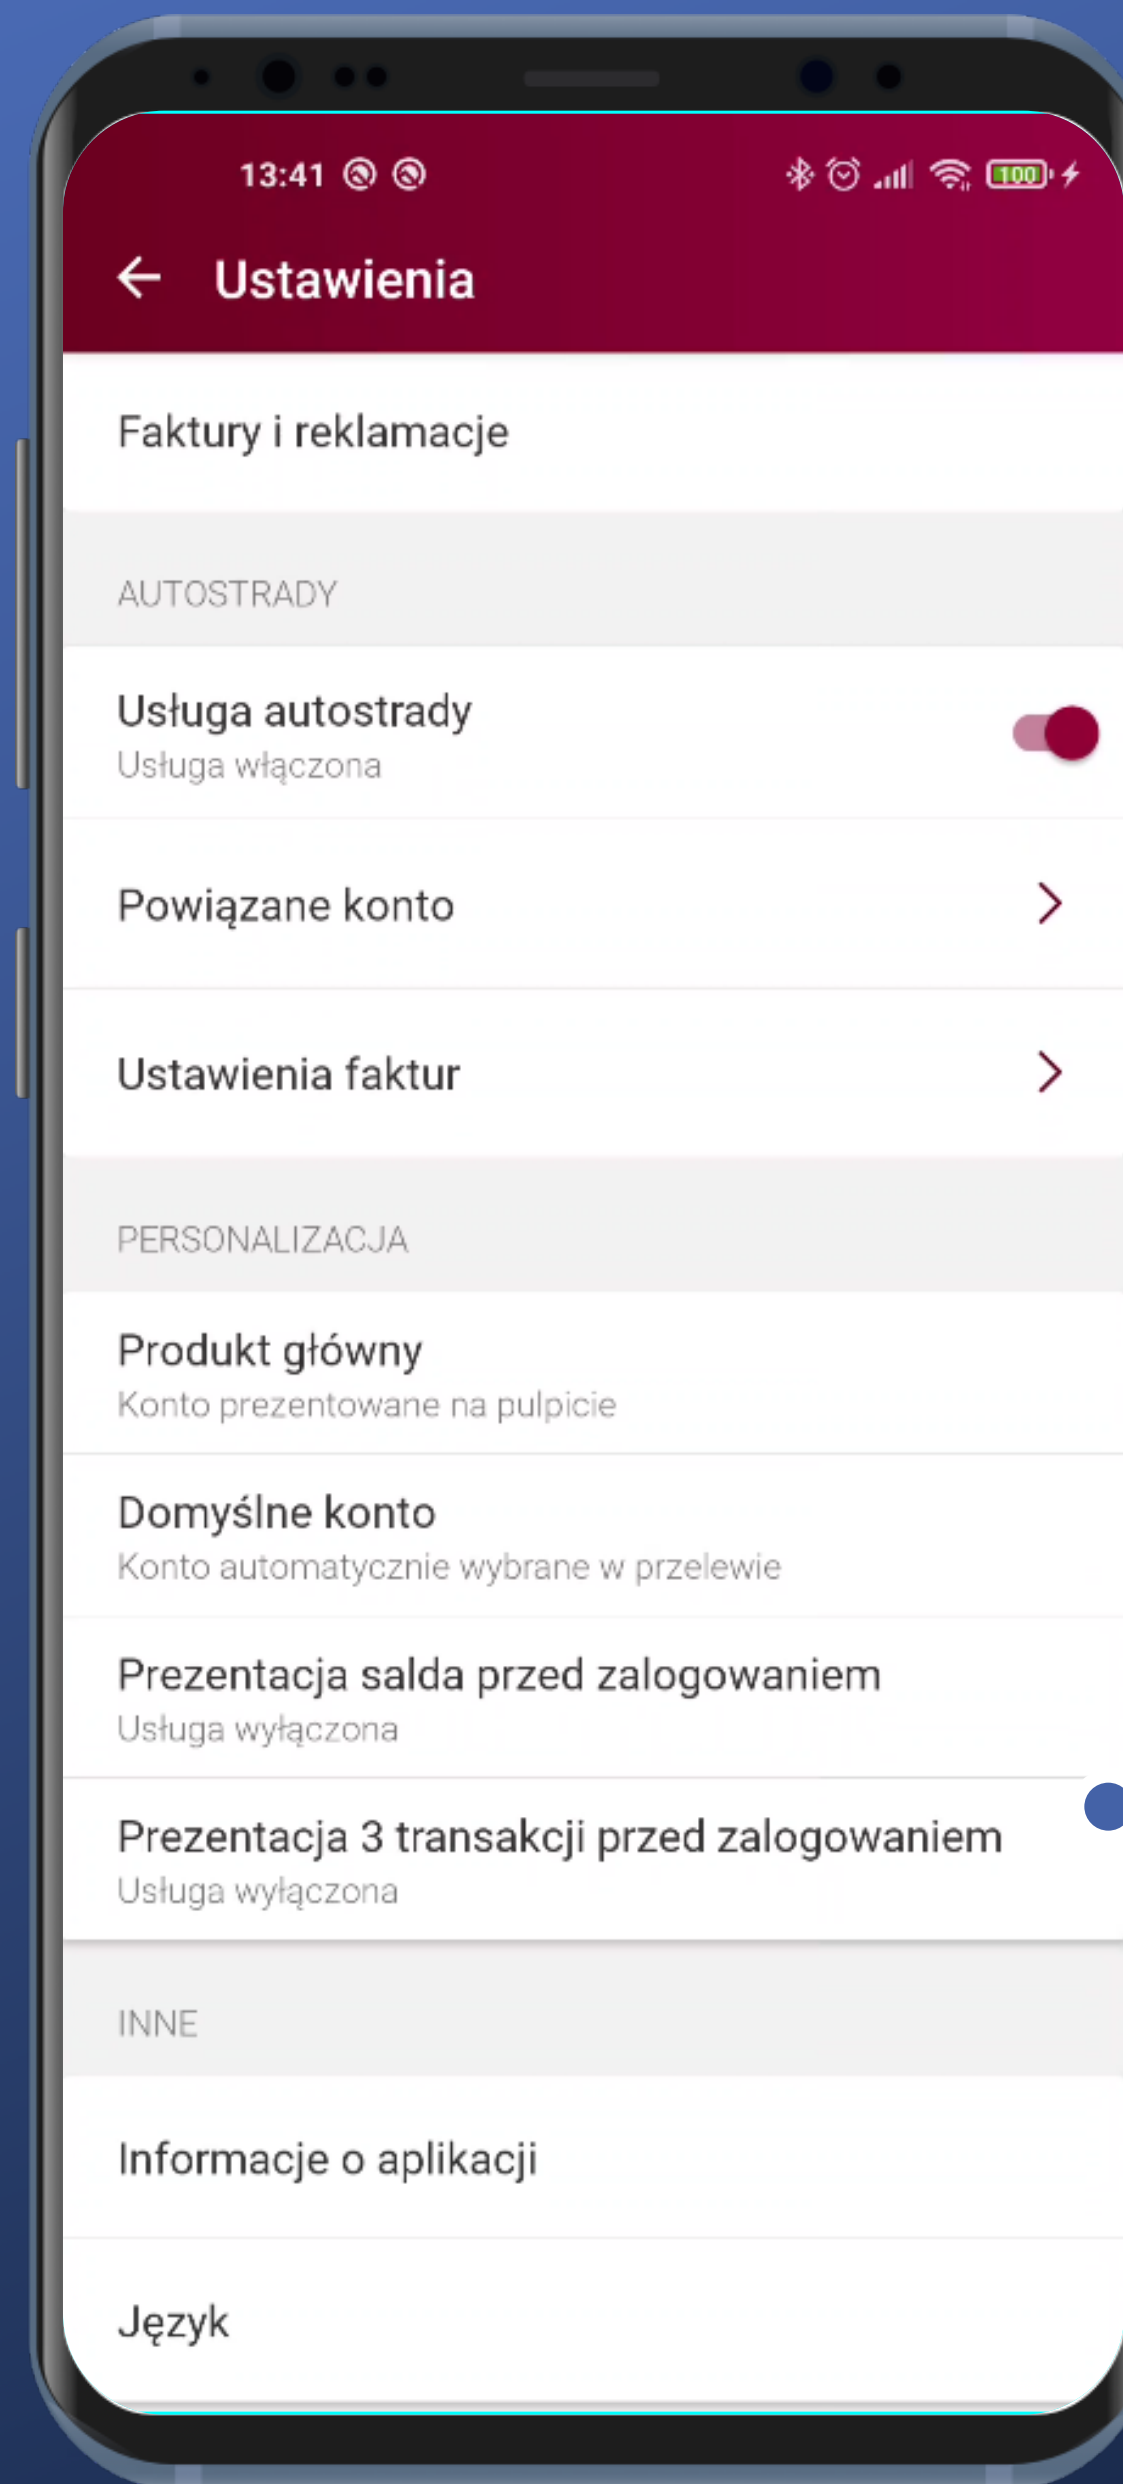 13:41
100
Ustawienia
Faktury i reklamacje
AUTOSTRADY
Usługa autostrady
Usługa włączona
Powiązane konto
Ustawienia faktur
PERSONALIZACJA
Produkt główny
Konto prezentowane na pulpicie
Domyślne konto
Konto automatycznie wybrane w przelewie
Prezentacja salda przed zalogowaniem
Usługa wyłączona
Prezentacja 3 transakcji przed zalogowaniem
Usługa wyłączona
INNE
Informacje o aplikacji
Język